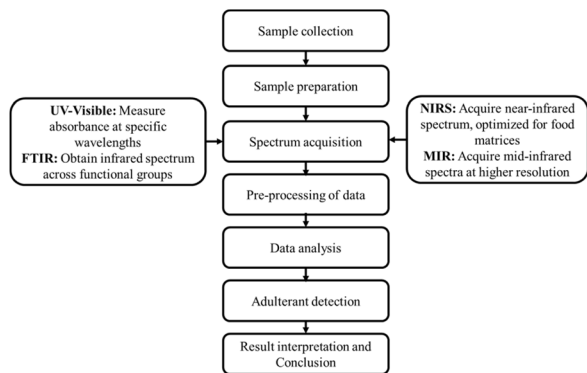 Sample collection
Sample preparation
UV-Visible: Measure
absorbance at specific
wavelengths
FTIR: Obtain infrared spectrum
across functional groups
Spectrum acquisition
NIRS: Acquire near-infrared
spectrum, optimized for food
matrices
MIR: Acquire mid-infrared
spectra at higher resolution
Pre-processing of data
Data analysis
Adulterant detection
Result interpretation and
Conclusion